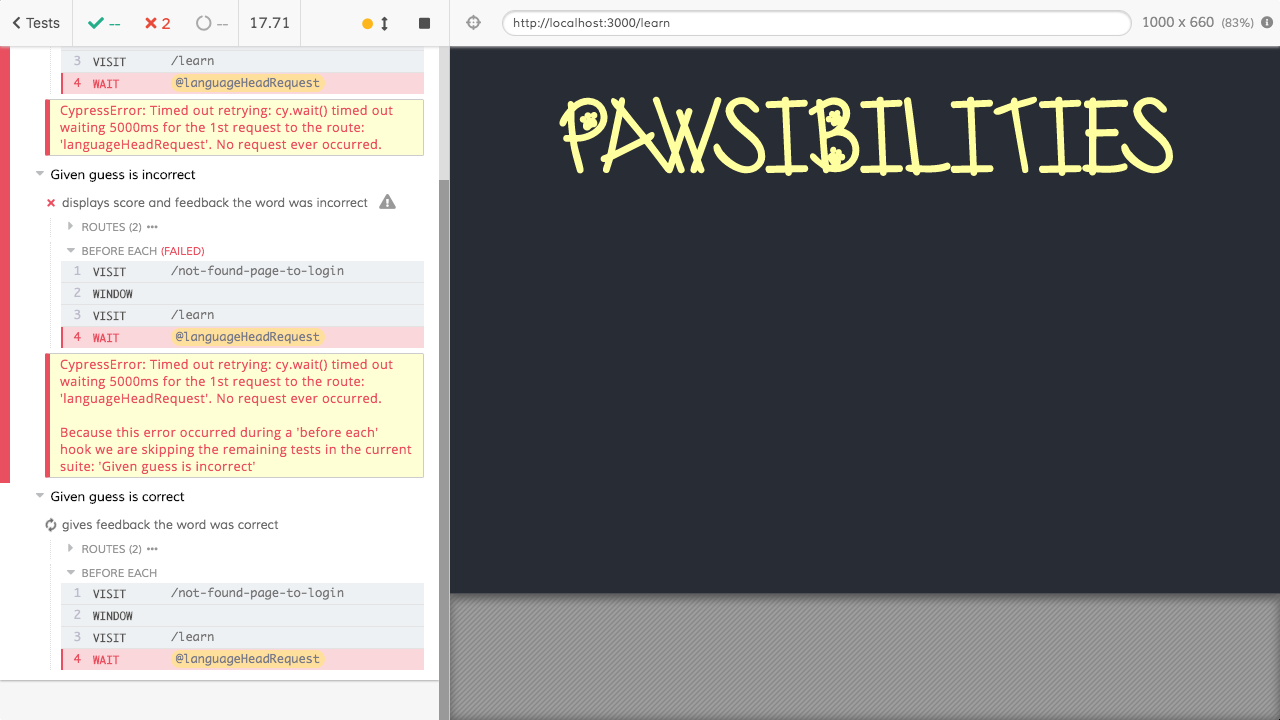 Tests
--
2
--
17.71
http://localhost:3000/learn
1000 x 660 (83%)
3 VISIT /learn
4 WAIT @languageHeadRequest
CypressError: Timed out retrying: cy.wait() timed out
waiting 5000ms for the 1st request to the route:
'languageHeadRequest'. No request ever occurred.
Given guess is incorrect
displays score and feedback the word was incorrect
ROUTES (2)
BEFORE EACH (FAILED)
1 VISIT /not-found-page-to-login
2 WINDOW
3 VISIT /learn
4 WAIT @languageHeadRequest
CypressError: Timed out retrying: cy.wait() timed out
waiting 5000ms for the 1st request to the route:
'languageHeadRequest'. No request ever occurred.
Because this error occurred during a 'before each'
hook we are skipping the remaining tests in the current
suite: 'Given guess is incorrect'
Given guess is correct
gives feedback the word was correct
ROUTES (2)
BEFORE EACH
1 VISIT /not-found-page-to-login
2 WINDOW
3 VISIT /learn
4 WAIT @languageHeadRequest
PAWSIBILITIES